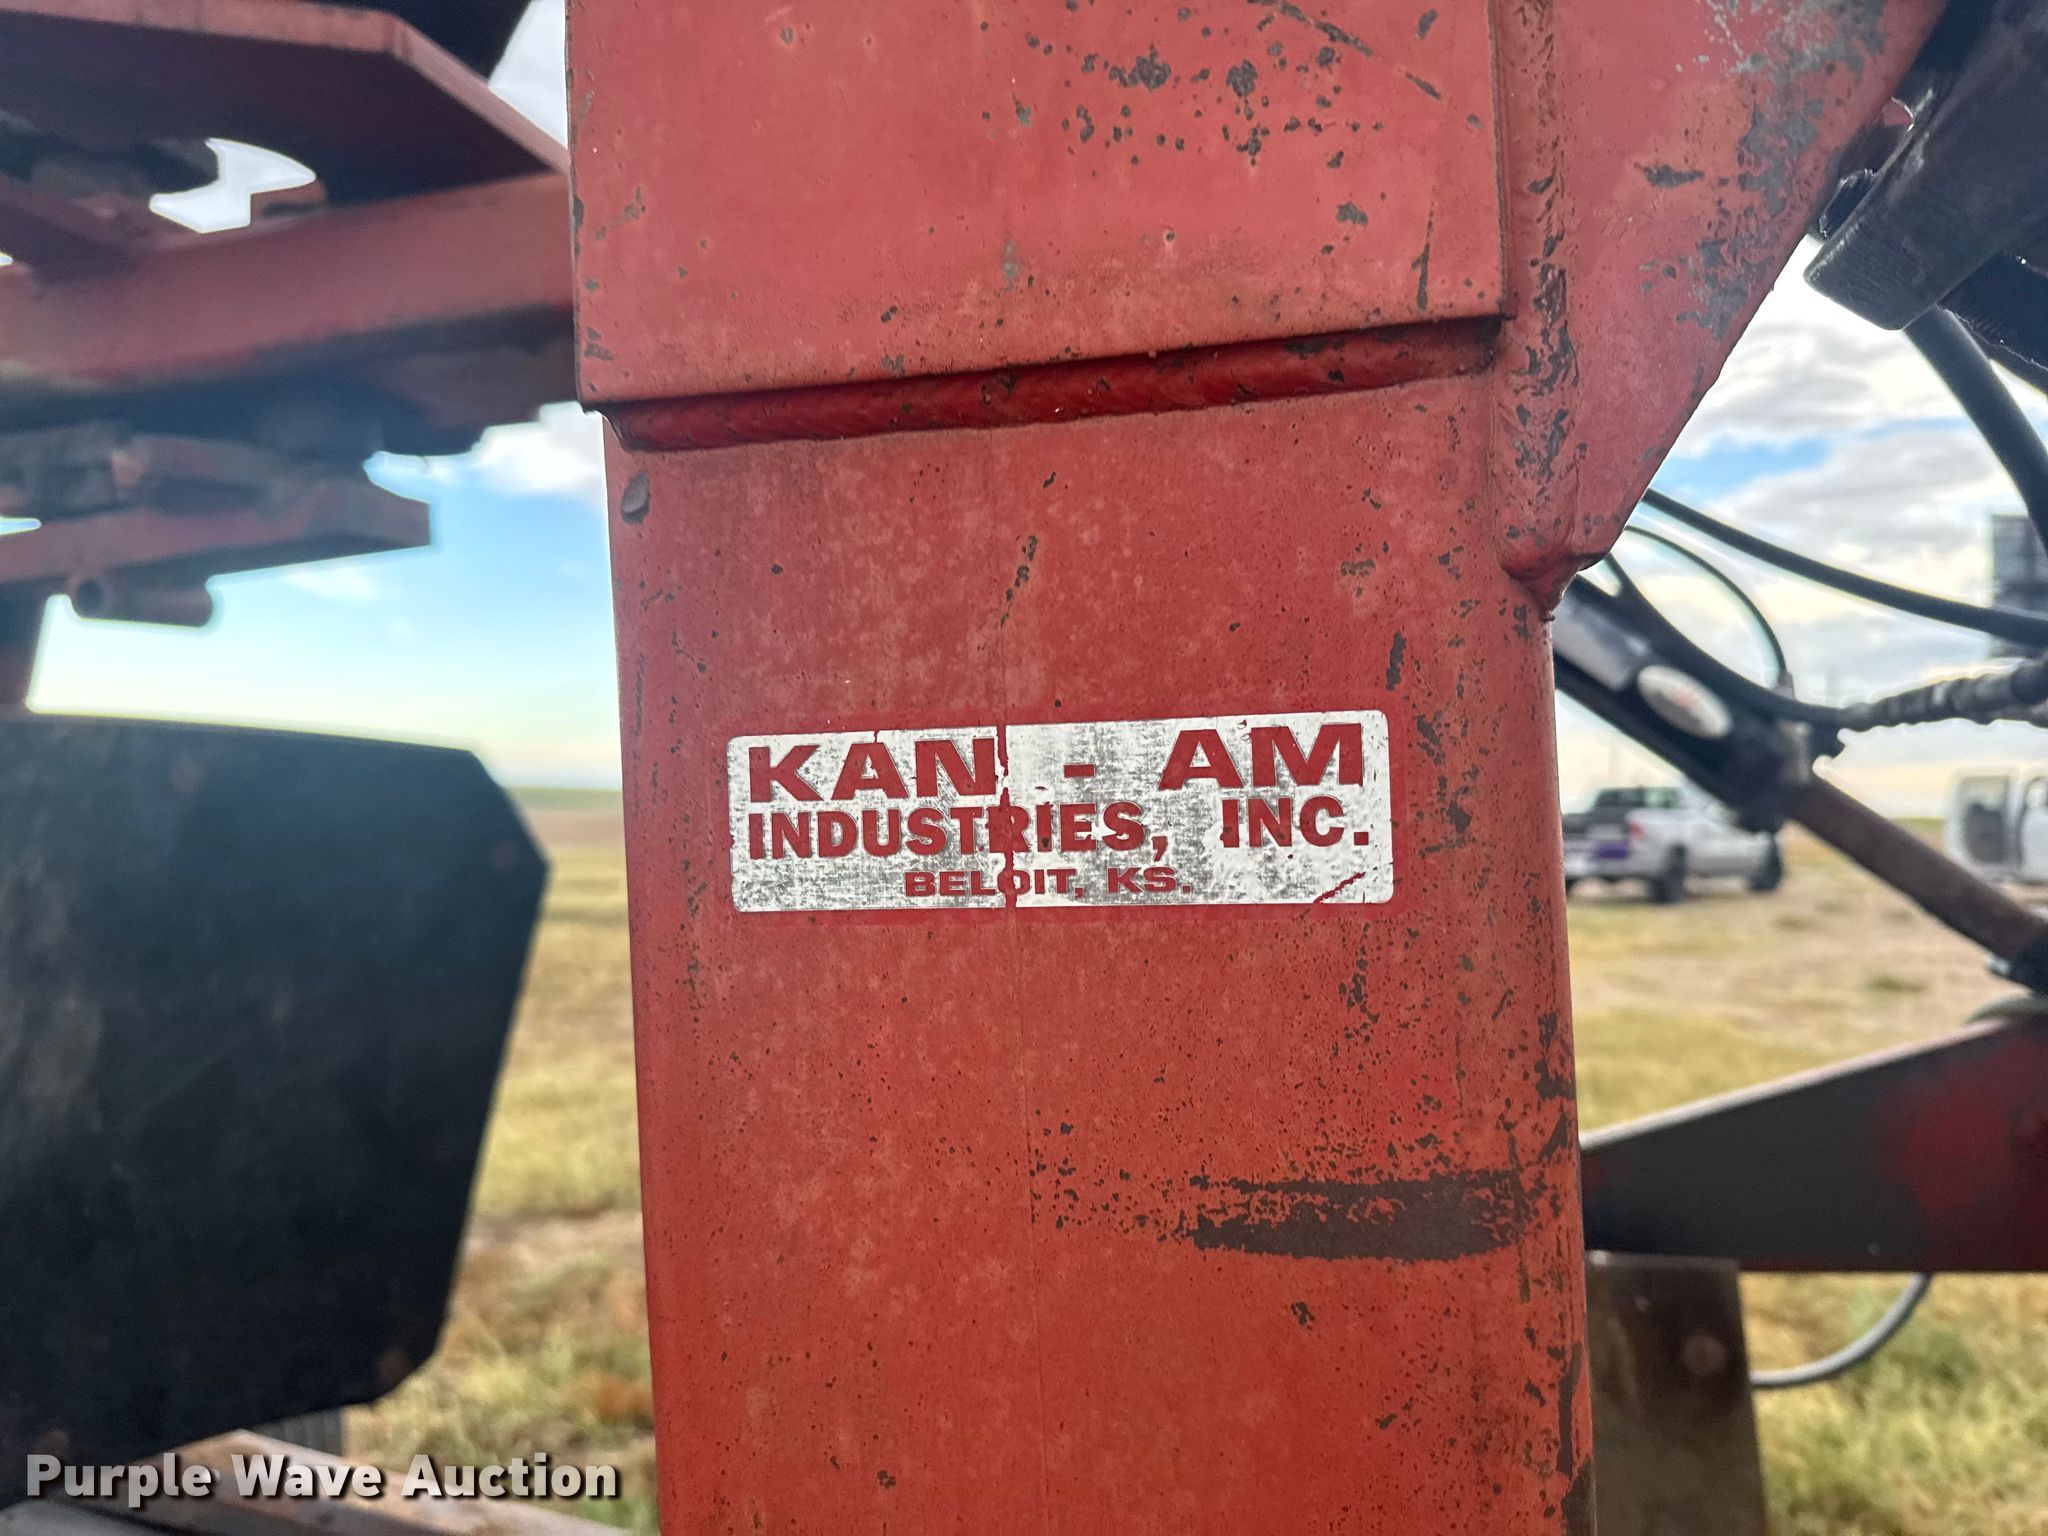 KAN - AM
INDUSTRIES, INC.
BELOIT, KS.
Purple Wave Auction